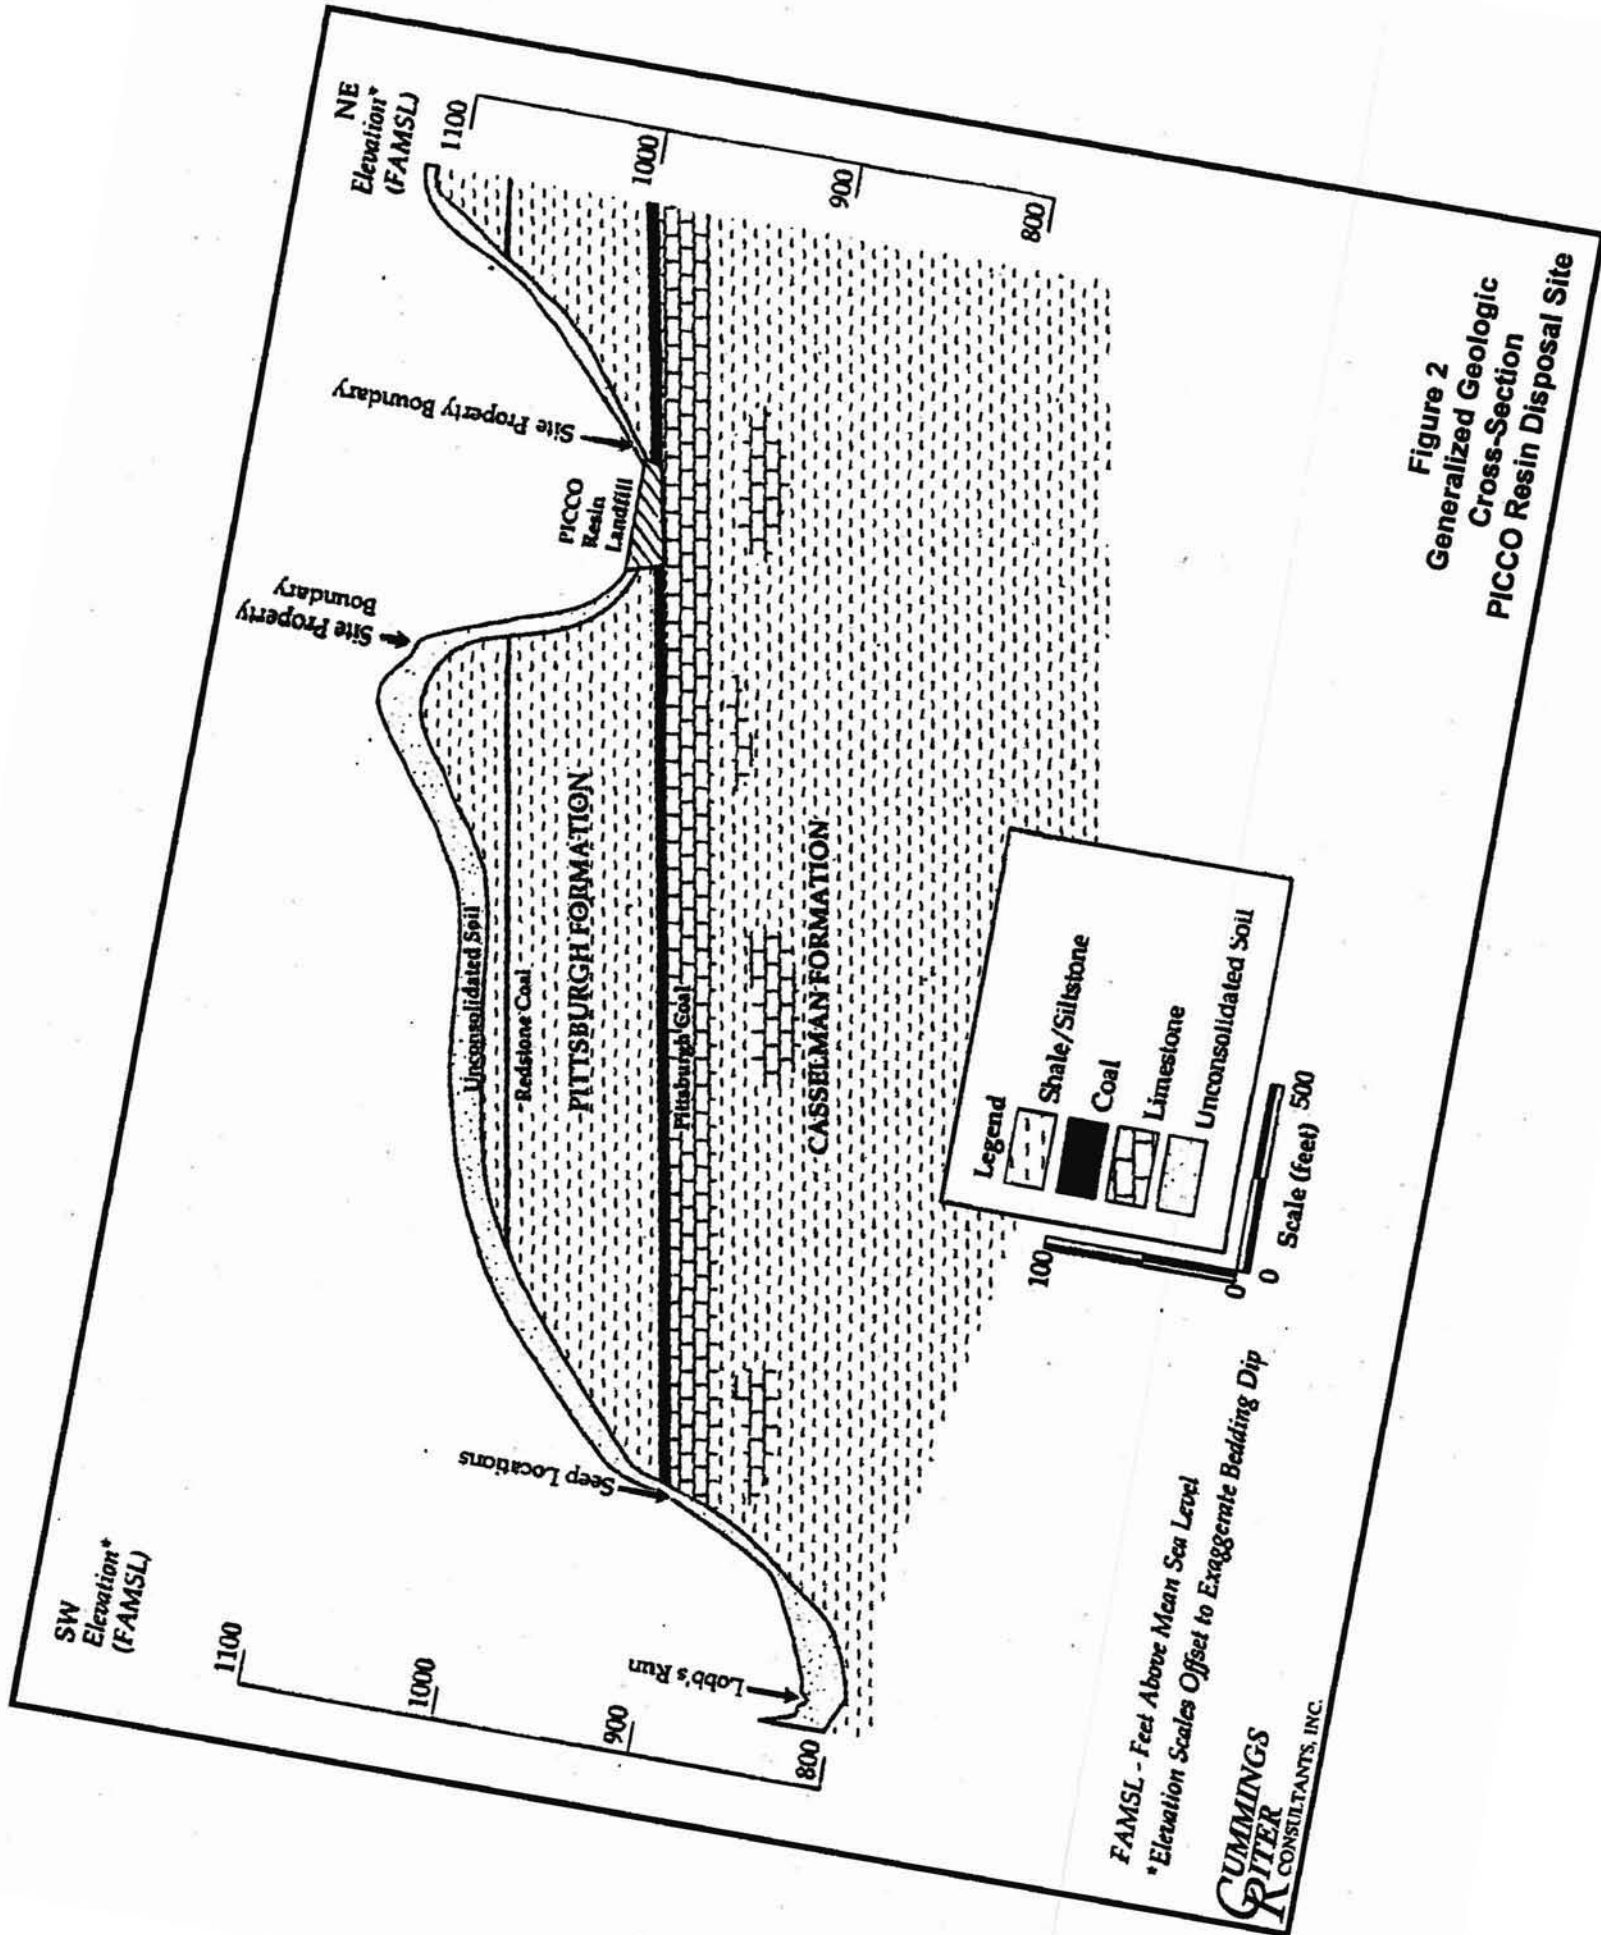 SW
Elevation*
(FAMSL)
1100
1000
900
800
NE
Elevation*
(FAMSL)
1100
1000
900
800
Lobb's Run
Seep Locations
Site Property
Boundary
PICCO
Resin
Landfill
Site Property Boundary
Unconsolidated Soil
Redstone Coal
PITTSBURGH FORMATION
Pittsburgh Coal
CASSELMAN FORMATION
Legend
Shale/Siltstone
Coal
Limestone
Unconsolidated Soil
100
0
0
500
Scale (feet)
FAMSL - Feet Above Mean Sea Level
*Elevation Scales Offset to Exaggerate Bedding Dip
CUMMINGS
RITER
CONSULTANTS, INC.
Figure 2
Generalized Geologic
Cross-Section
PICCO Resin Disposal Site